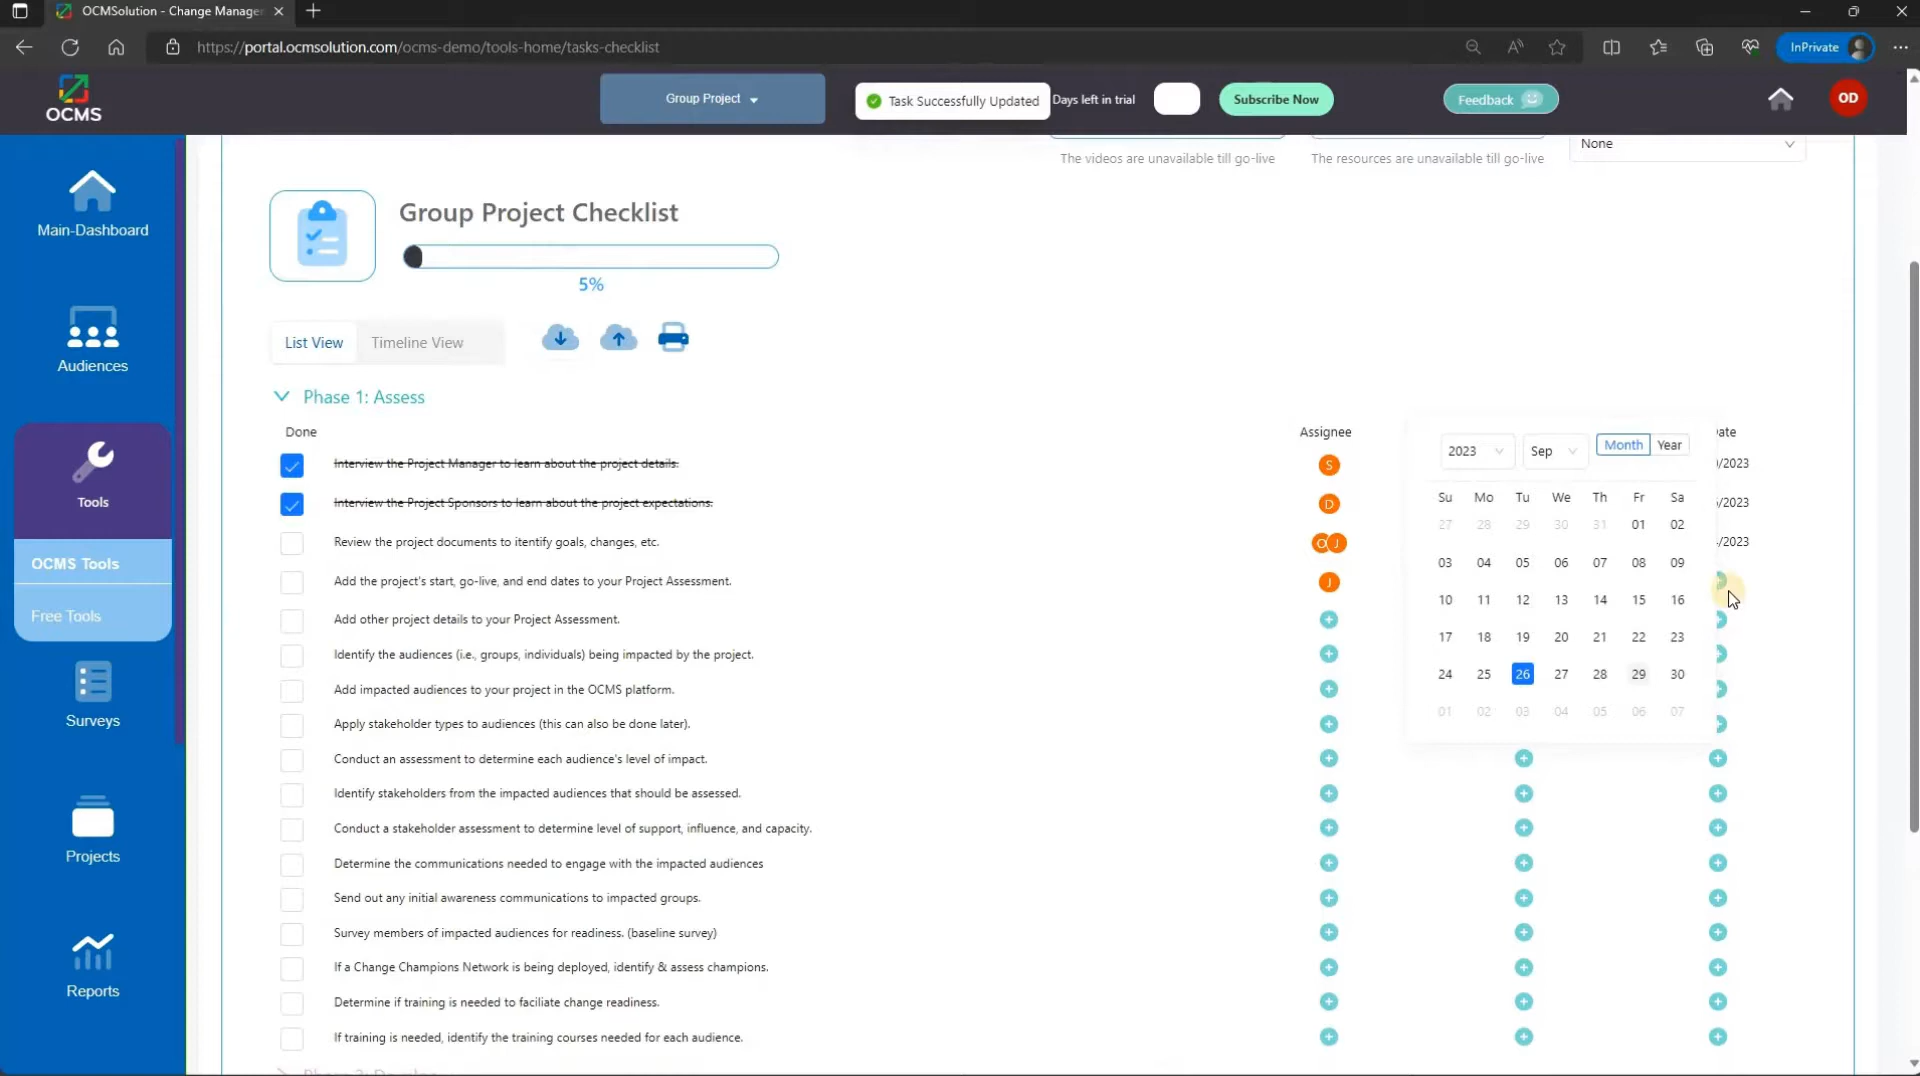 OCMSolution - Change Manager
https://portal.ocmsolution.com/ocms-demo/tools-home/tasks-checklist
InPrivate
OCMS
Group Project
Task Successfully Updated
Days left in trial
Subscribe Now
Feedback
OD
The videos are unavailable till go-live
The resources are unavailable till go-live
None
Main-Dashboard
Audiences
Tools
OCMS Tools
Free Tools
Surveys
Projects
Reports
Group Project Checklist
5%
List View
Timeline View
Phase 1: Assess
Done
Assignee
ate
Interview the Project Manager to learn about the project details.
S
/2023
Interview the Project Sponsors to learn about the project expectations.
D
/2023
Review the project documents to itentify goals, changes, etc.
O J
/2023
Add the project's start, go-live, and end dates to your Project Assessment.
J
Add other project details to your Project Assessment.
Identify the audiences (i.e., groups, individuals) being impacted by the project.
Add impacted audiences to your project in the OCMS platform.
Apply stakeholder types to audiences (this can also be done later).
Conduct an assessment to determine each audience's level of impact.
Identify stakeholders from the impacted audiences that should be assessed.
Conduct a stakeholder assessment to determine level of support, influence, and capacity.
Determine the communications needed to engage with the impacted audiences
Send out any initial awareness communications to impacted groups.
Survey members of impacted audiences for readiness. (baseline survey)
If a Change Champions Network is being deployed, identify & assess champions.
Determine if training is needed to faciliate change readiness.
If training is needed, identify the training courses needed for each audience.
2023
Sep
Month
Year
Su Mo Tu We Th Fr Sa
27 28 29 30 31 01 02
03 04 05 06 07 08 09
10 11 12 13 14 15 16
17 18 19 20 21 22 23
24 25 26 27 28 29 30
01 02 03 04 05 06 07